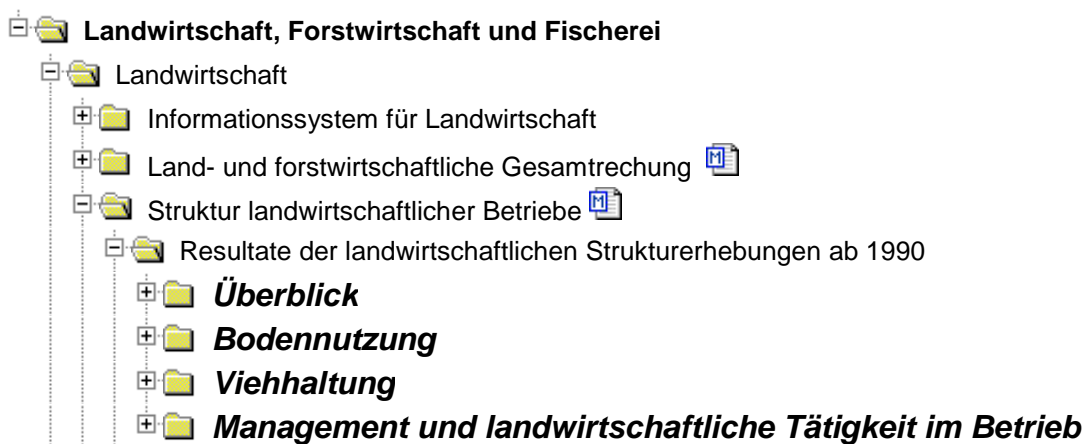 Landwirtschaft, Forstwirtschaft und Fischerei
Landwirtschaft
Informationssystem für Landwirtschaft
Land- und forstwirtschaftliche Gesamtrechung M
Struktur landwirtschaftlicher Betriebe M
Resultate der landwirtschaftlichen Strukturerhebungen ab 1990
Überblick
Bodennutzung
Viehhaltung
Management und landwirtschaftliche Tätigkeit im Betrieb